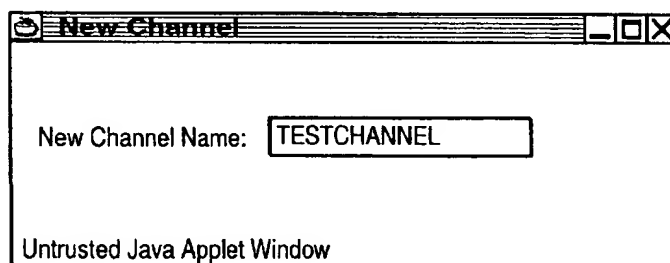 New Channel
New Channel Name: TESTCHANNEL
Untrusted Java Applet Window